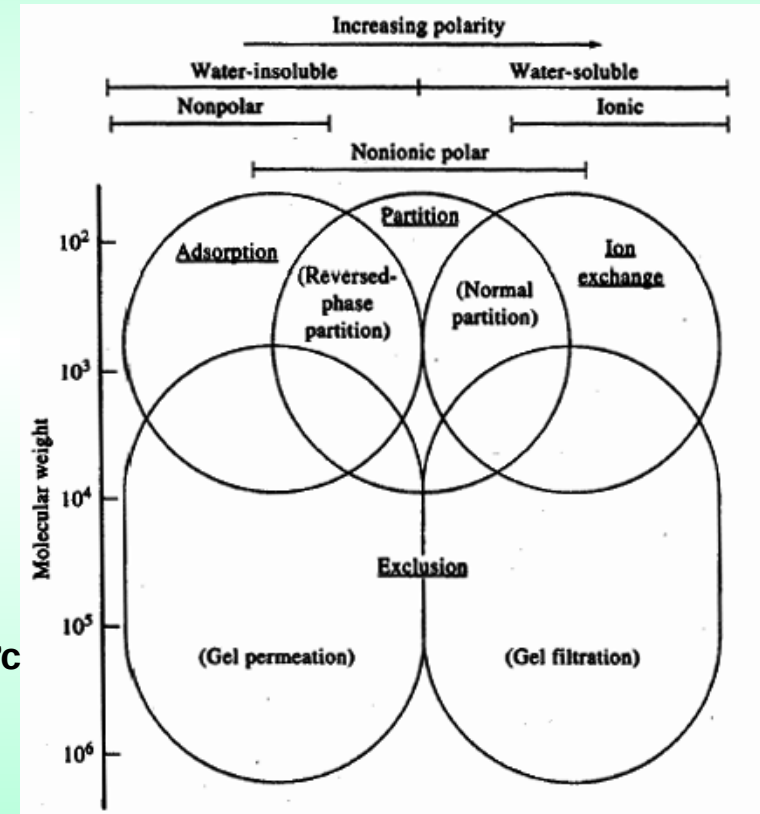 Increasing polarity
Water-insoluble
Water-soluble
Nonpolar
Ionic
Nonionic polar
Partition
Adsorption
Ion
exchange
(Reversed-
phase
partition)
(Normal
partition)
10²
10³
10⁴
10⁵
10⁶
Molecular weight
Exclusion
(Gel permeation)
(Gel filtration)